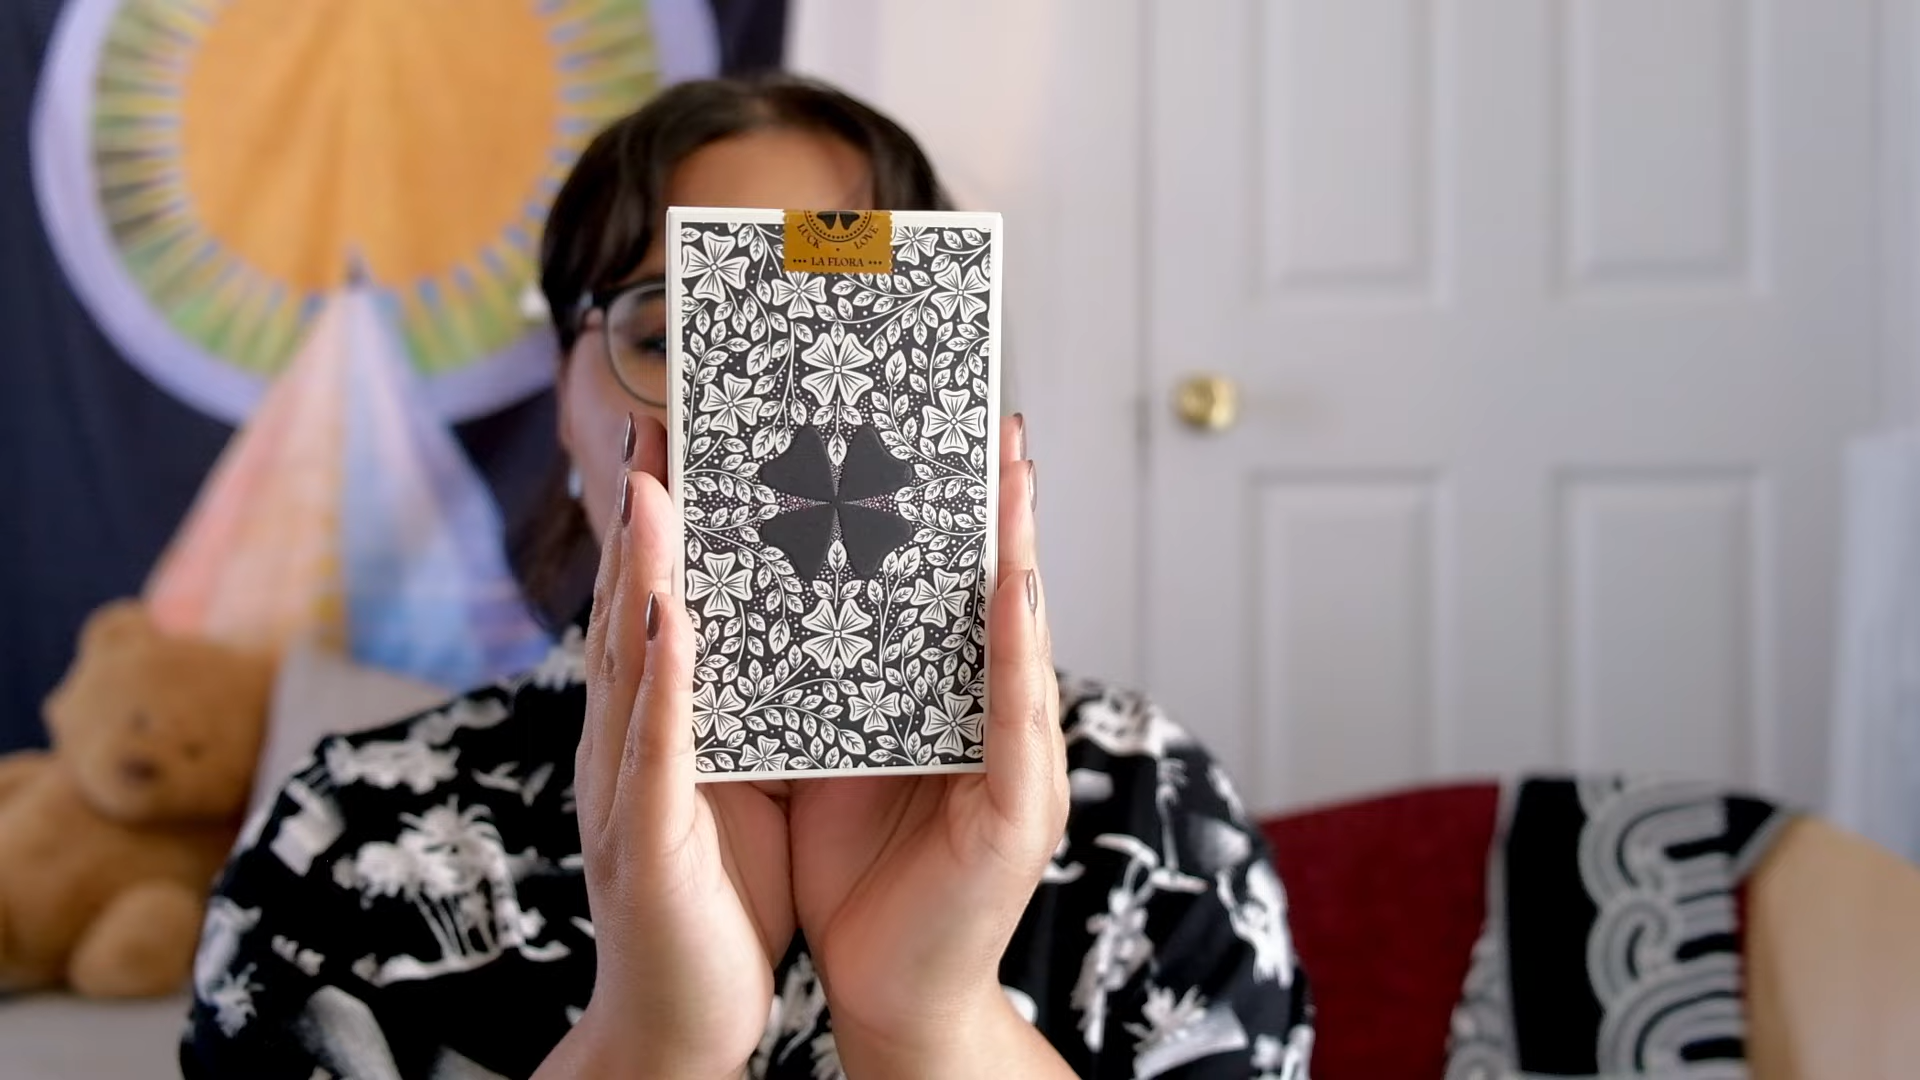 LUCK • LOVE
••• LA FLORA •••